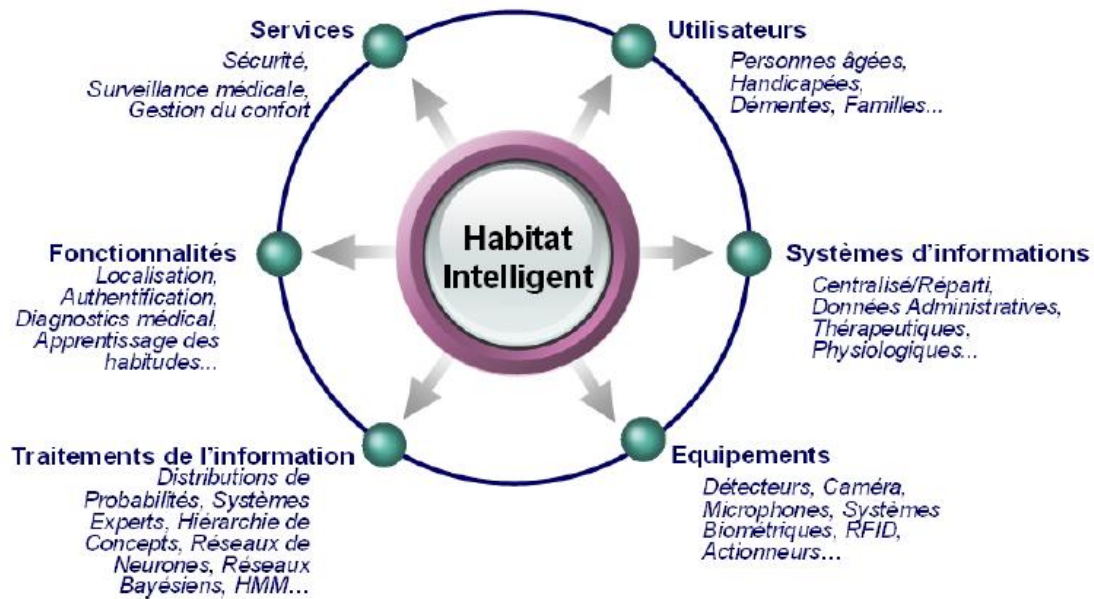 Services
Sécurité,
Surveillance médicale,
Gestion du confort
Utilisateurs
Personnes âgées,
Handicapées,
Démentes, Familles...
Habitat
Intelligent
Fonctionnalités
Localisation,
Authentification,
Diagnostics médical,
Apprentissage des
habitudes...
Systèmes d'informations
Centralisé/Réparti,
Données Administratives,
Thérapeutiques,
Physiologiques...
Traitements de l'information
Distributions de
Probabilités, Systèmes
Experts, Hiérarchie de
Concepts, Réseaux de
Neurones, Réseaux
Bayésiens, HMM...
Equipements
Détecteurs, Caméra,
Microphones, Systèmes
Biométriques, RFID,
Actionneurs...